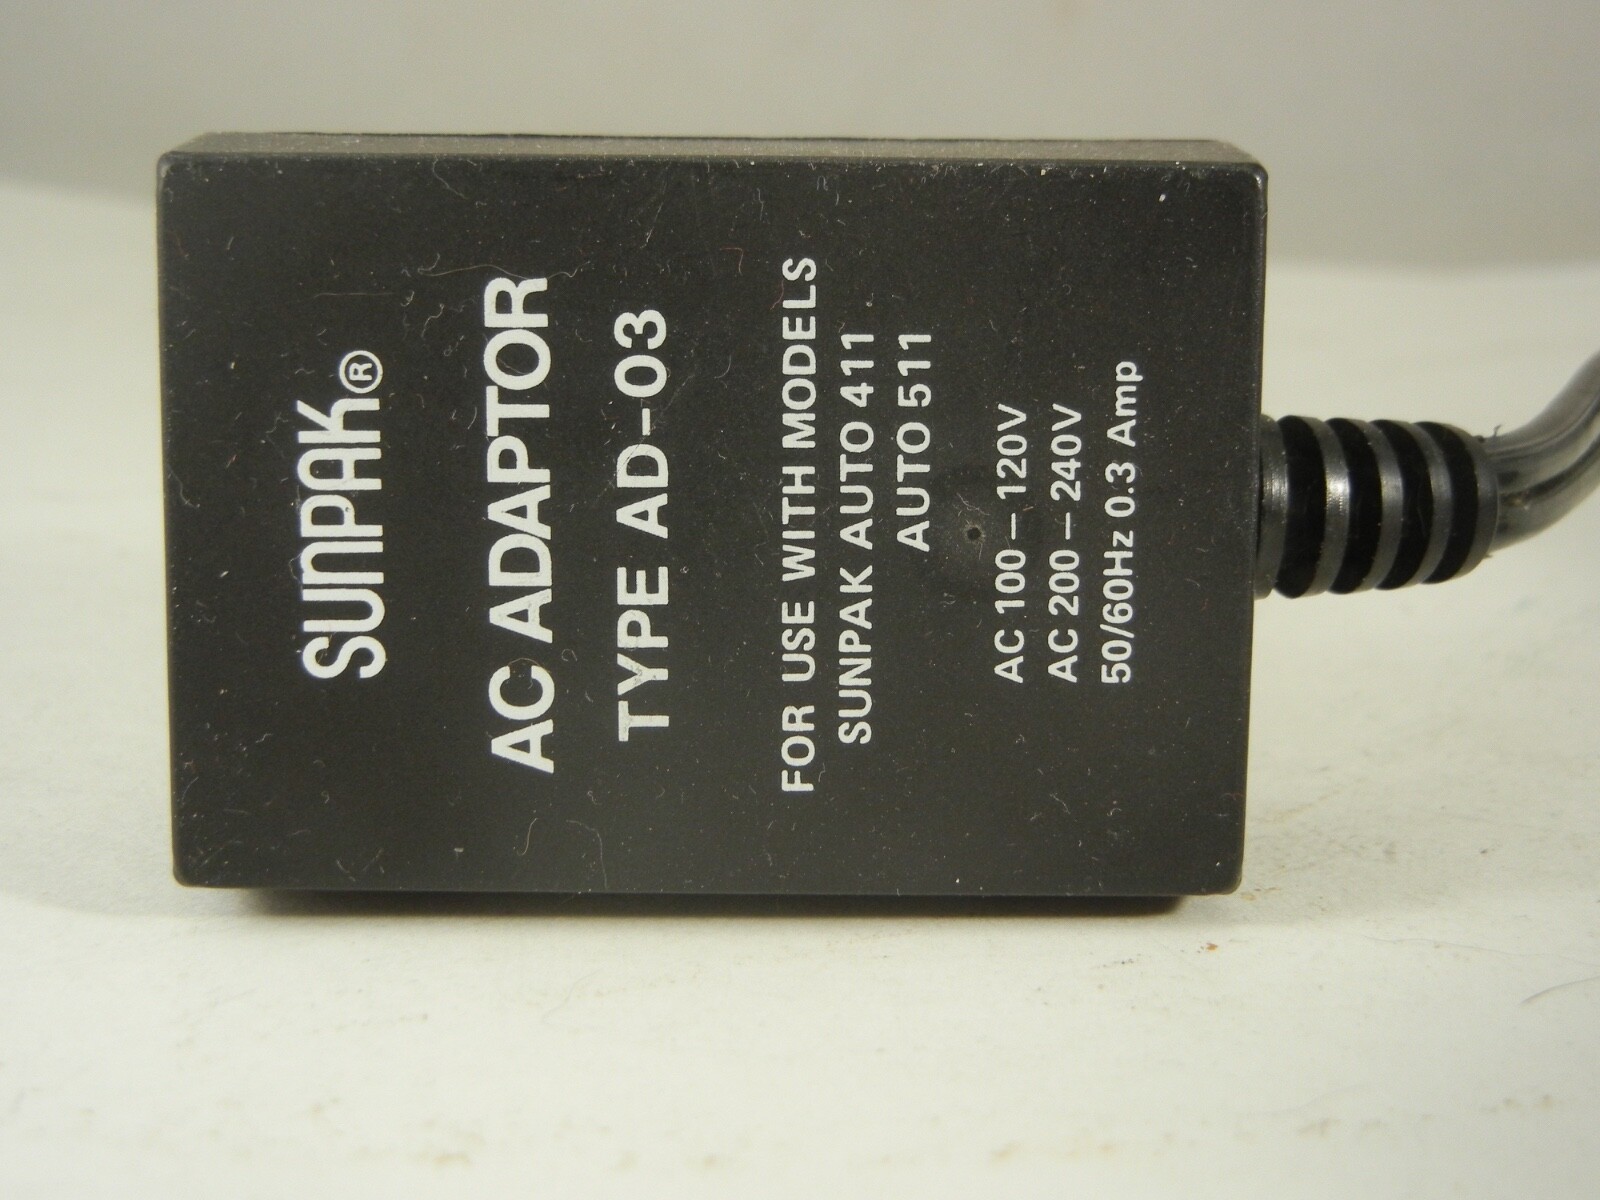 SUNPAK®
AC ADAPTOR
TYPE AD-03
FOR USE WITH MODELS
SUNPAK AUTO 411
AUTO 511
AC 100-120V
AC 200-240V
50/60Hz 0.3 Amp